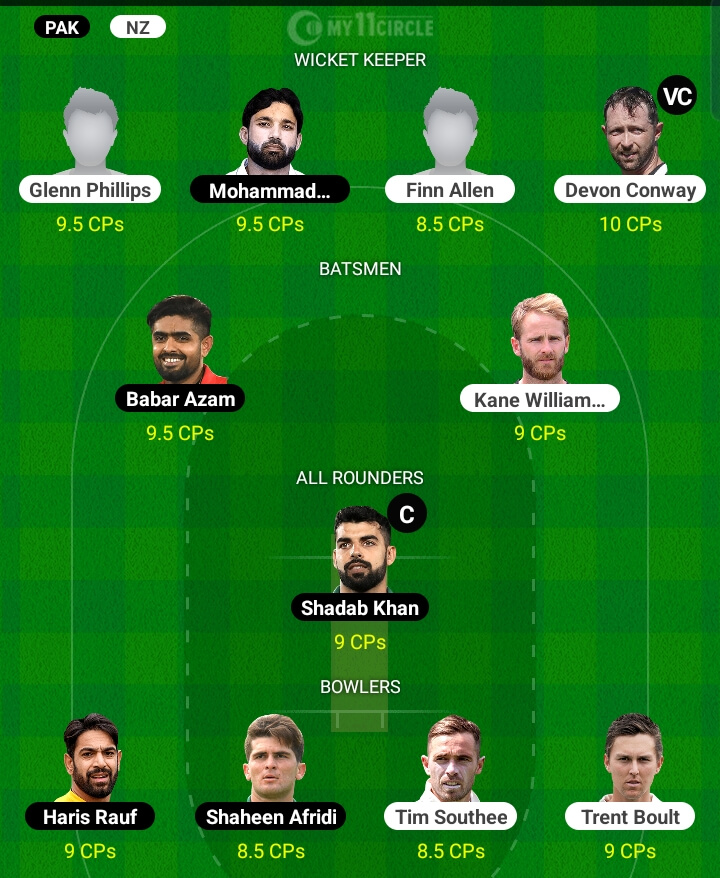 PAK NZ
MY11CIRCLE
WICKET KEEPER
VC
Glenn Phillips Mohammad... Finn Allen Devon Conway
9.5 CPs 9.5 CPs 8.5 CPs 10 CPs
BATSMEN
Babar Azam Kane William...
9.5 CPs 9 CPs
ALL ROUNDERS
C
Shadab Khan
9 CPs
BOWLERS
Haris Rauf Shaheen Afridi Tim Southee Trent Boult
9 CPs 8.5 CPs 8.5 CPs 9 CPs